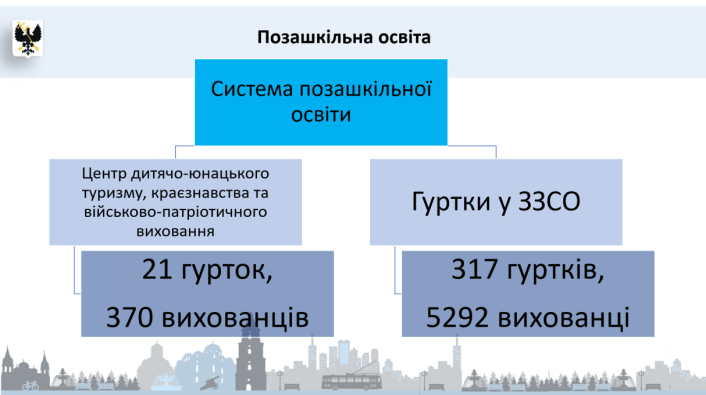 Позашкільна освіта
Система позашкільної
освіти
Центр дитячо-юнацького
туризму, краєзнавства та
військово-патріотичного
виховання
Гуртки у ЗЗСО
21 гурток,
370 вихованців
317 гуртків,
5292 вихованці